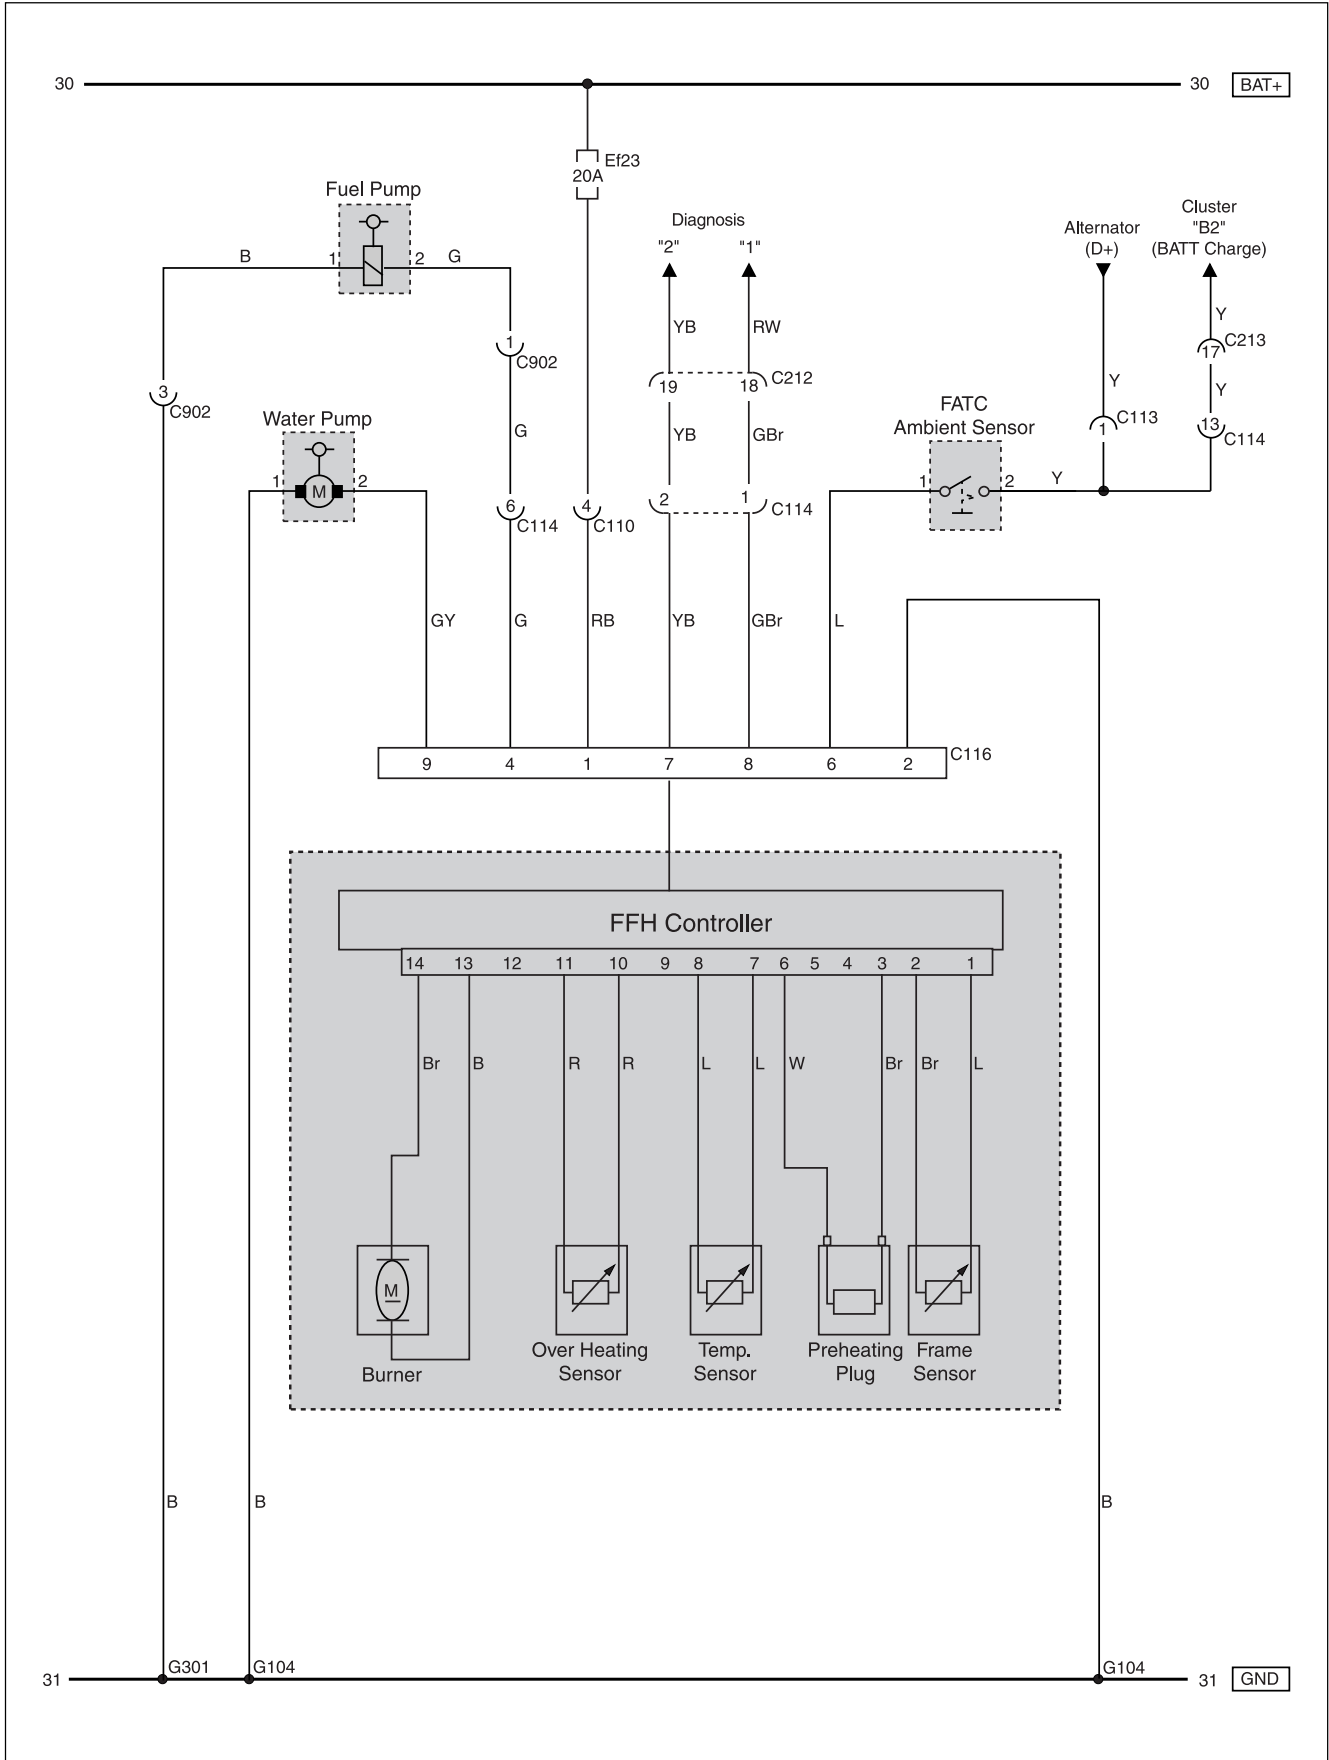 30
30 BAT+
Ef23
20A
Fuel Pump
Diagnosis
"2" "1"
Alternator
(D+)
Cluster
"B2"
(BATT Charge)
B 1 2 G
YB RW
Y
1
C902
17 C213
3
C902
19 18 C212
Y Y
Water Pump
FATC
Ambient Sensor
1 C113
13
C114
G
YB GBr
1 2
M
1 2 Y
6
C114
4
C110
2 1 C114
GY G RB YB GBr L
9 4 1 7 8 6 2 C116
FFH Controller
14 13 12 11 10 9 8 7 6 5 4 3 2 1
Br B R R L L W Br Br L
M
Burner
Over Heating
Sensor
Temp.
Sensor
Preheating
Plug
Frame
Sensor
B B B
G301 G104 G104
31 31 GND